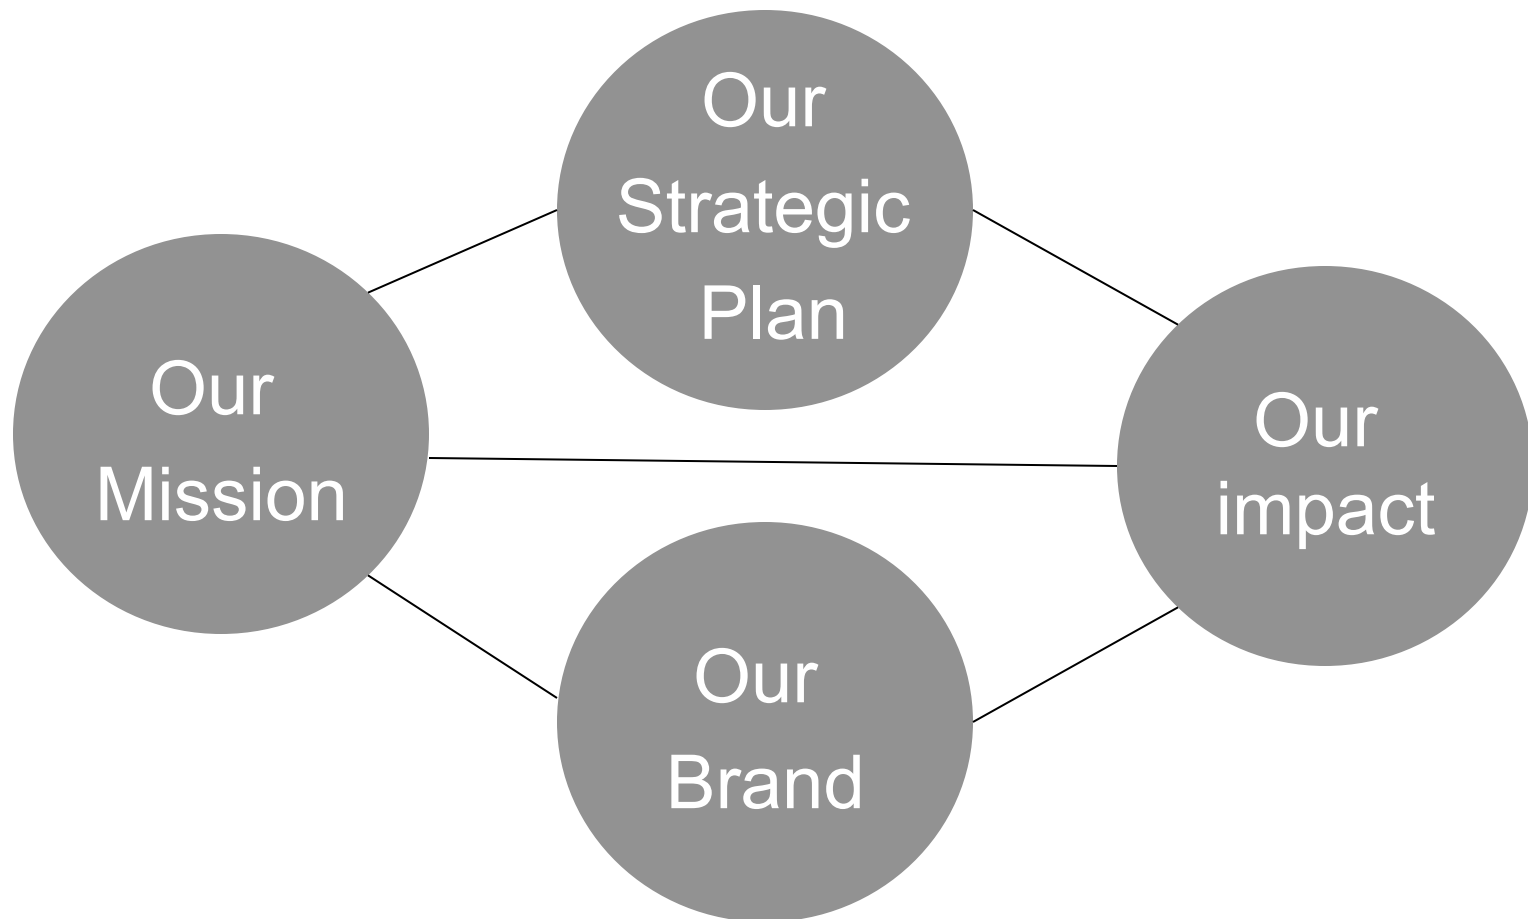 Our
Strategic
Plan
Our
Mission
Our
impact
Our
Brand